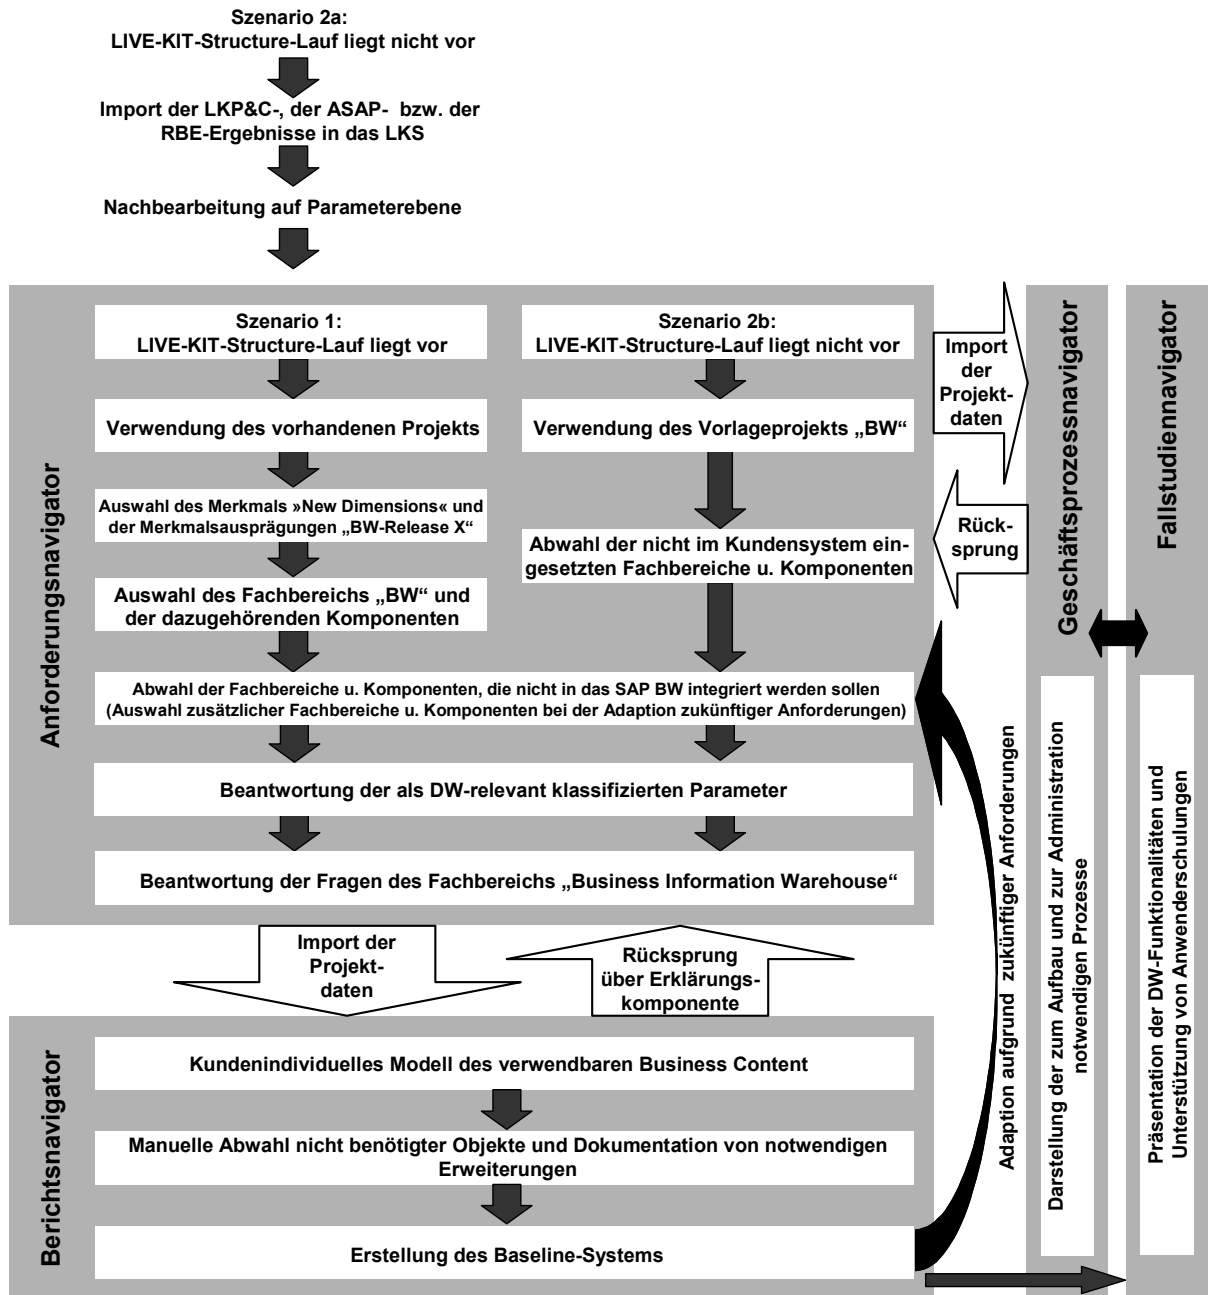 Szenario 2a:
LIVE-KIT-Structure-Lauf liegt nicht vor
Import der LKP&C-, der ASAP- bzw. der
RBE-Ergebnisse in das LKS
Nachbearbeitung auf Parameterebene
Anforderungsnavigator
Szenario 1:
LIVE-KIT-Structure-Lauf liegt vor
Verwendung des vorhandenen Projekts
Auswahl des Merkmals »New Dimensions« und
der Merkmalsausprägungen „BW-Release X“
Auswahl des Fachbereichs „BW“ und
der dazugehörenden Komponenten
Szenario 2b:
LIVE-KIT-Structure-Lauf liegt nicht vor
Verwendung des Vorlageprojekts „BW“
Abwahl der nicht im Kundensystem ein-
gesetzten Fachbereiche u. Komponenten
Abwahl der Fachbereiche u. Komponenten, die nicht in das SAP BW integriert werden sollen
(Auswahl zusätzlicher Fachbereiche u. Komponenten bei der Adaption zukünftiger Anforderungen)
Beantwortung der als DW-relevant klassifizierten Parameter
Beantwortung der Fragen des Fachbereichs „Business Information Warehouse“
Import
der
Projekt-
daten
Rück-
sprung
Geschäftsprozessnavigator
Fallstudiennavigator
Import der
Projekt-
daten
Rücksprung
über Erklärungs-
komponente
Adaption aufgrund zukünftiger Anforderungen
Darstellung der zum Aufbau und zur Administration
notwendigen Prozesse
Präsentation der DW-Funktionalitäten und
Unterstützung von Anwenderschulungen
Berichtsnavigator
Kundenindividuelles Modell des verwendbaren Business Content
Manuelle Abwahl nicht benötigter Objekte und Dokumentation von notwendigen
Erweiterungen
Erstellung des Baseline-Systems